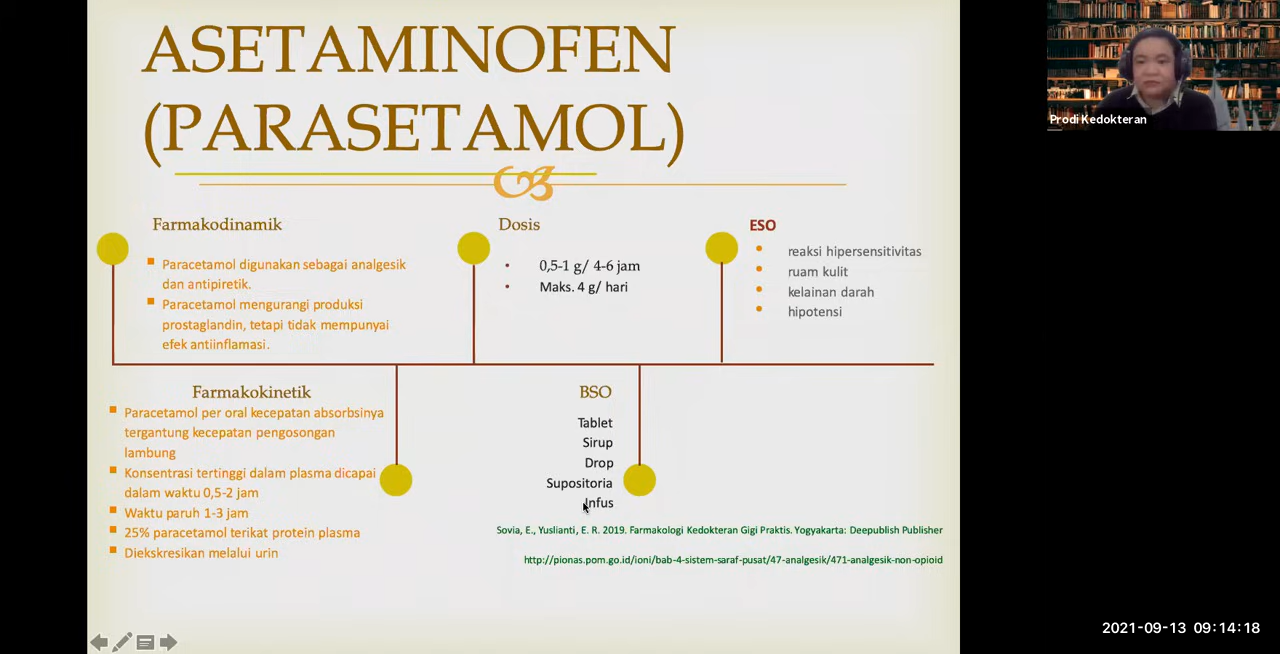 ASETAMINOFEN
(PARASETAMOL)
Farmakodinamik
Paracetamol digunakan sebagai analgesik
dan antipiretik.
Paracetamol mengurangi produksi
prostaglandin, tetapi tidak mempunyai
efek antiinflamasi.
Dosis
0,5-1 g/ 4-6 jam
Maks. 4 g/ hari
ESO
reaksi hipersensitivitas
ruam kulit
kelainan darah
hipotensi
Farmakokinetik
Paracetamol per oral kecepatan absorbsinya
tergantung kecepatan pengosongan
lambung
Konsentrasi tertinggi dalam plasma dicapai
dalam waktu 0,5-2 jam
Waktu paruh 1-3 jam
25% paracetamol terikat protein plasma
Diekskresikan melalui urin
BSO
Tablet
Sirup
Drop
Supositoria
Infus
Sovia, E., Yuslianti, E. R. 2019. Farmakologi Kedokteran Gigi Praktis. Yogyakarta: Deepublish Publisher
http://pionas.pom.go.id/ioni/bab-4-sistem-saraf-pusat/47-analgesik/471-analgesik-non-opioid
Prodi Kedokteran
2021-09-13 09:14:18